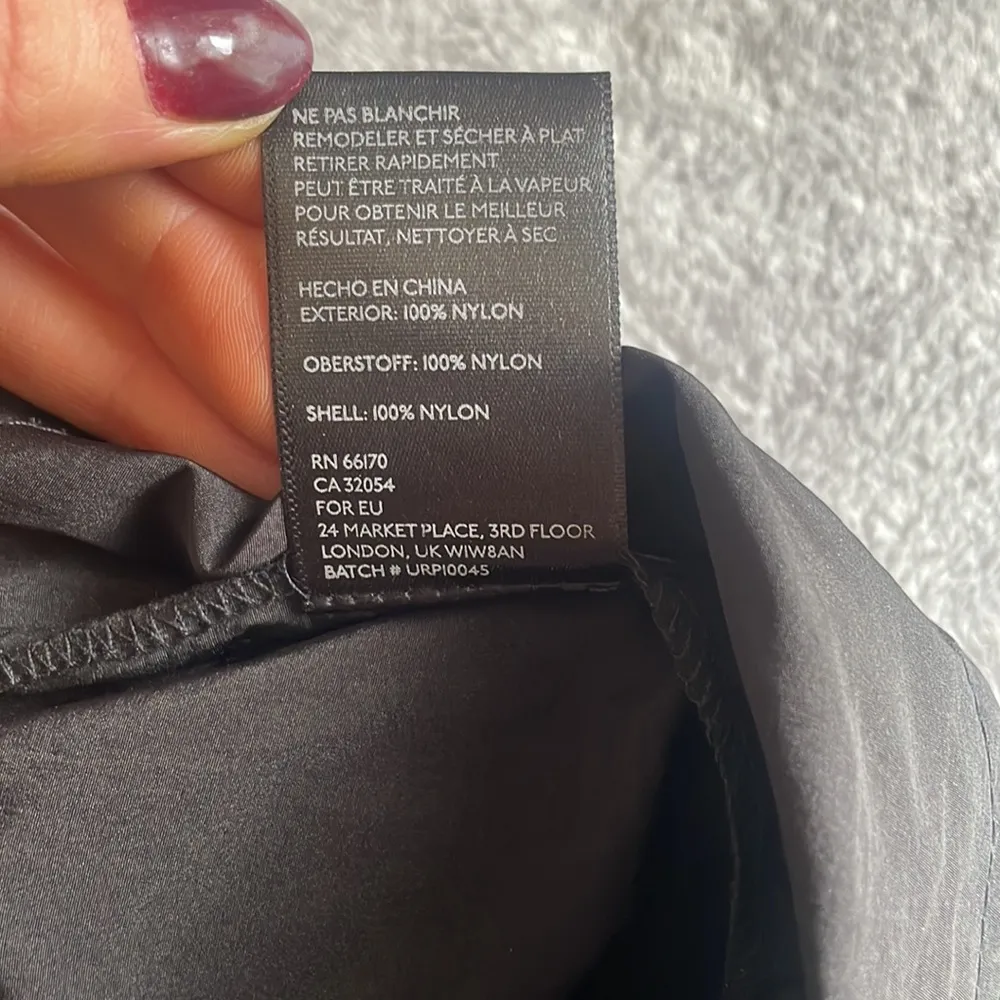 NE PAS BLANCHIR
REMODELER ET SÉCHER À PLAT
RETIRER RAPIDEMENT
PEUT ÊTRE TRAITÉ À LA VAPEUR
POUR OBTENIR LE MEILLEUR
RÉSULTAT, NETTOYER À SEC
HECHO EN CHINA
EXTERIOR: 100% NYLON
OBERSTOFF: 100% NYLON
SHELL: 100% NYLON
RN 66170
CA 32054
FOR EU
24 MARKET PLACE, 3RD FLOOR
LONDON, UK W1W8AN
BATCH # URP10045